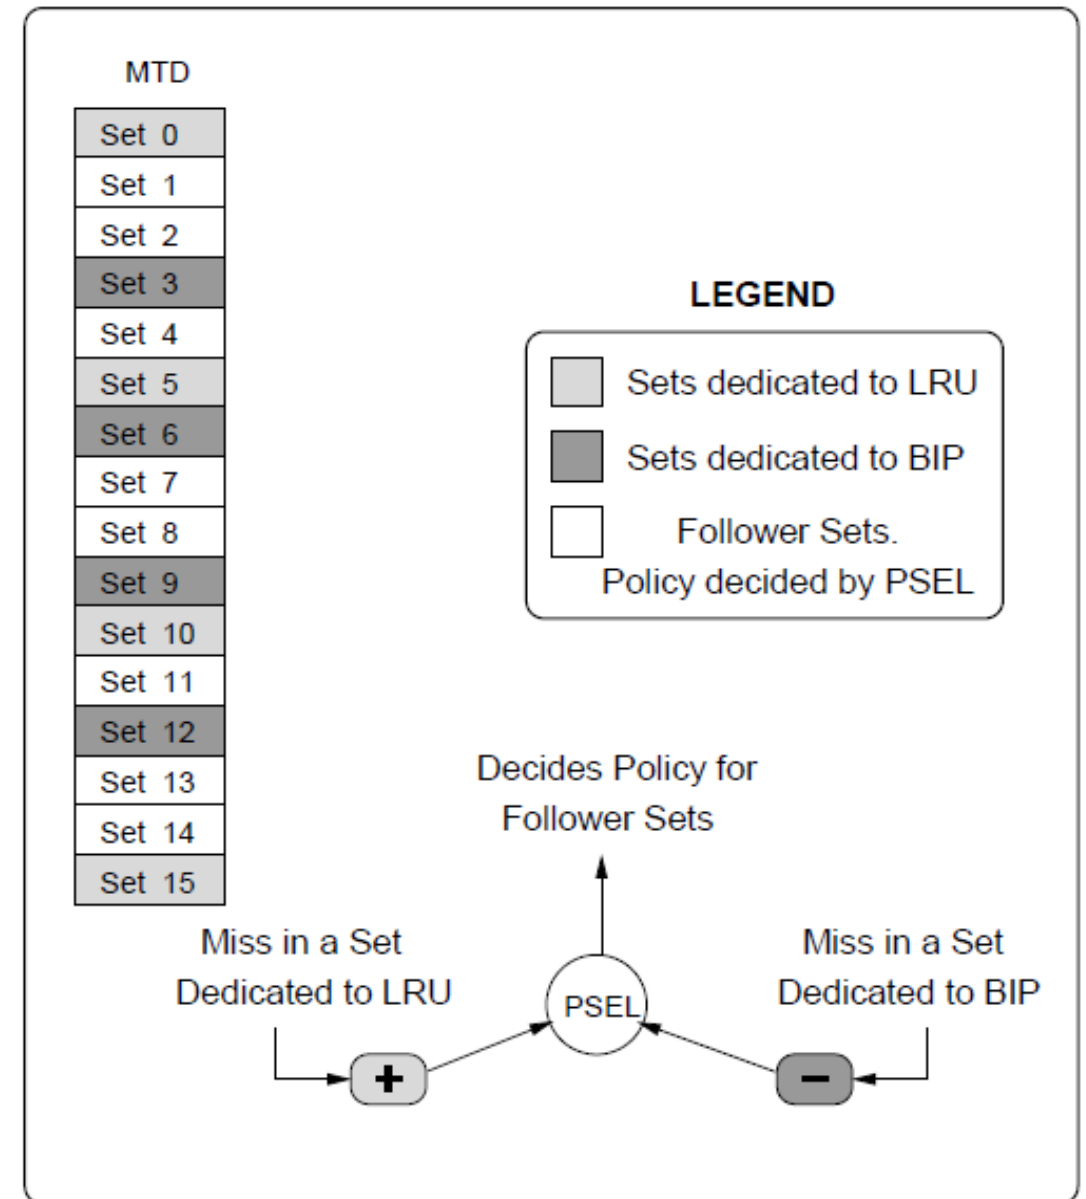 MTD
Set 0
Set 1
Set 2
Set 3
Set 4
Set 5
Set 6
Set 7
Set 8
Set 9
Set 10
Set 11
Set 12
Set 13
Set 14
Set 15
LEGEND
Sets dedicated to LRU
Sets dedicated to BIP
Follower Sets.
Policy decided by PSEL
Decides Policy for
Follower Sets
Miss in a Set
Dedicated to LRU
PSEL
Miss in a Set
Dedicated to BIP
+
−